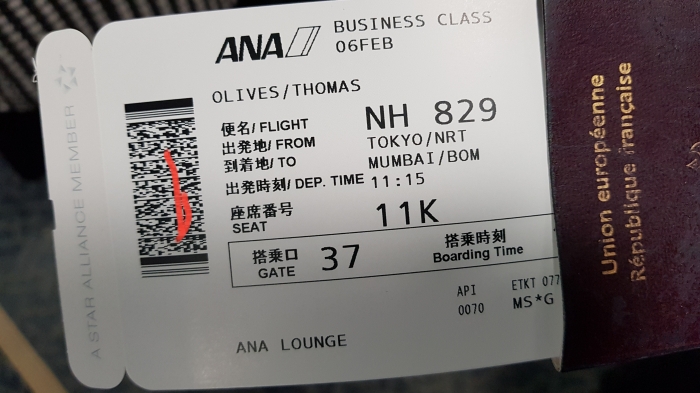 A STAR ALLIANCE MEMBER
ANA
BUSINESS CLASS
06FEB
OLIVES/THOMAS
便名/ FLIGHT NH 829
出発地/ FROM TOKYO/NRT
到着地/ TO MUMBAI/BOM
出発時刻/ DEP. TIME 11:15
座席番号
SEAT 11K
搭乗口
GATE 37
搭乗時刻
Boarding Time
API ETKT 077
0070 MS*G
ANA LOUNGE
Union européenne
République française